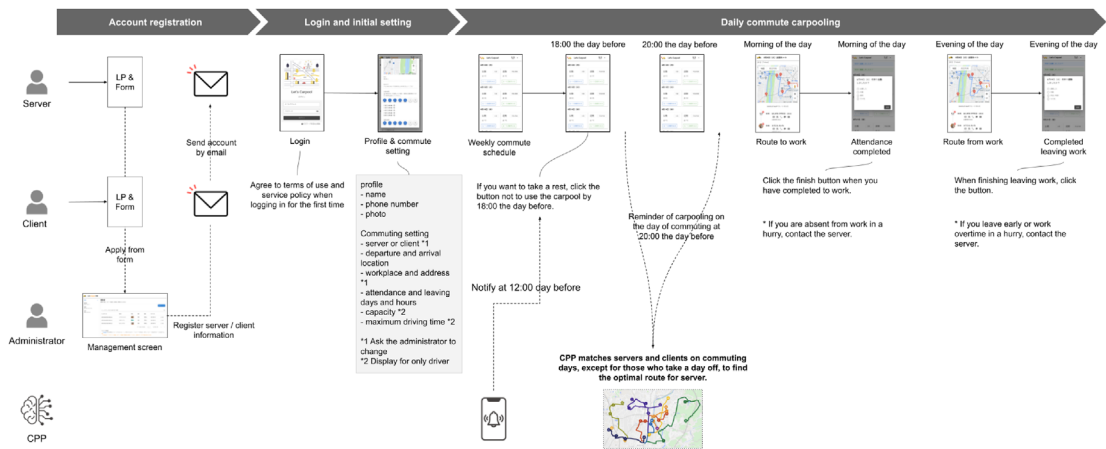 Account registration
Login and initial setting
Daily commute carpooling
18:00 the day before
20:00 the day before
Morning of the day
Morning of the day
Evening of the day
Evening of the day
Server
LP &
Form
Send account
by email
Login
Profile & commute
setting
Weekly commute
schedule
Route to work
Attendance
completed
Route from work
Completed
leaving work
Agree to terms of use and
service policy when
logging in for the first time
profile
- name
- phone number
- photo
Commuting setting
- server or client *1
- departure and arrival
location
- workplace and address
*1
- attendance and leaving
days and hours
- capacity *2
- maximum driving time *2
*1 Ask the administrator to
change
*2 Display for only driver
If you want to take a rest, click the
button not to use the carpool by
18:00 the day before.
Reminder of carpooling on
the day of commuting at
20:00 the day before
Click the finish button when you
have completed to work.
* If you are absent from work in a
hurry, contact the server.
When finishing leaving work, click
the button.
* If you leave early or work
overtime in a hurry, contact the
server.
Client
LP &
Form
Apply from
form
Notify at 12:00 day before
Administrator
Management screen
Register server / client
information
CPP matches servers and clients on commuting
days, except for those who take a day off, to find
the optimal route for server.
CPP